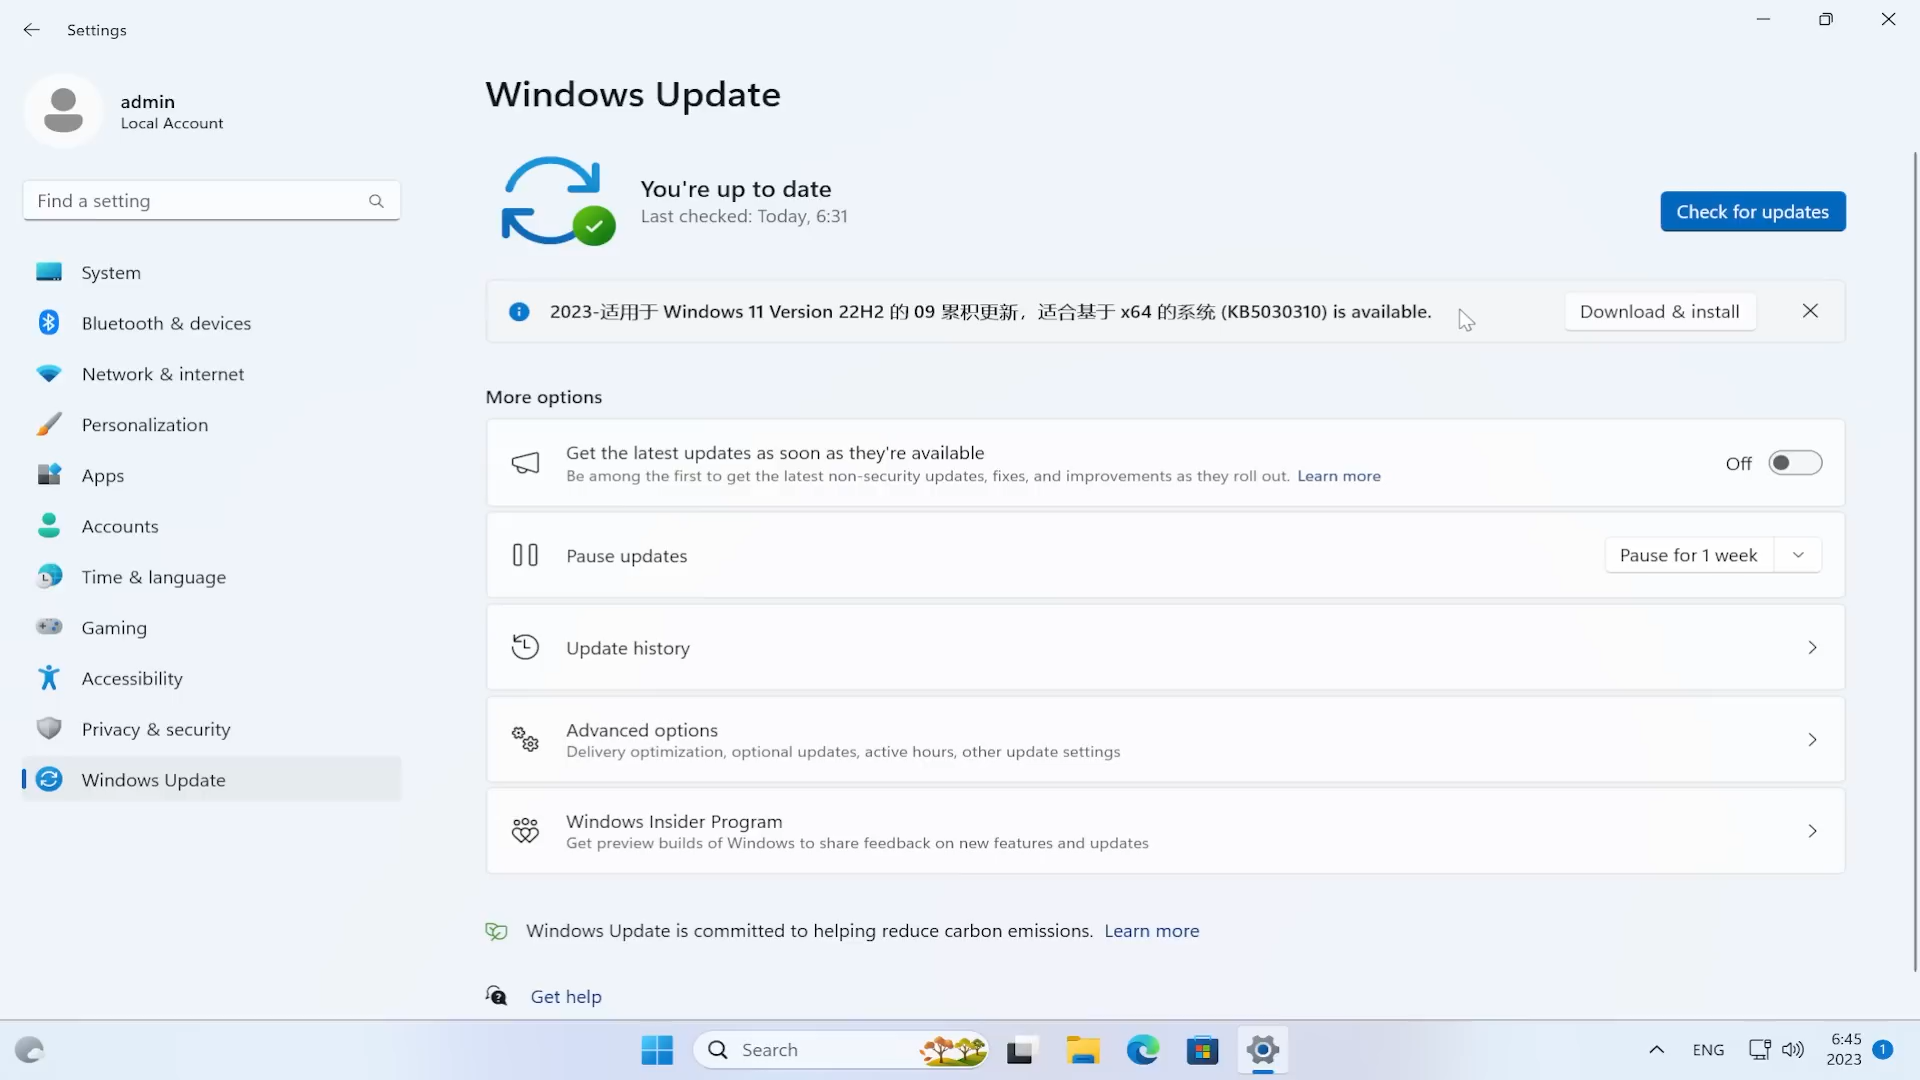 Settings
admin
Local Account
Find a setting
System
Bluetooth & devices
Network & internet
Personalization
Apps
Accounts
Time & language
Gaming
Accessibility
Privacy & security
Windows Update
Windows Update
You're up to date
Last checked: Today, 6:31
Check for updates
2023-适用于 Windows 11 Version 22H2 的 09 累积更新，适合基于 x64 的系统 (KB5030310) is available.
Download & install
More options
Get the latest updates as soon as they're available
Be among the first to get the latest non-security updates, fixes, and improvements as they roll out. Learn more
Off
Pause updates
Pause for 1 week
Update history
Advanced options
Delivery optimization, optional updates, active hours, other update settings
Windows Insider Program
Get preview builds of Windows to share feedback on new features and updates
Windows Update is committed to helping reduce carbon emissions. Learn more
Get help
Search
ENG
6:45
2023
1